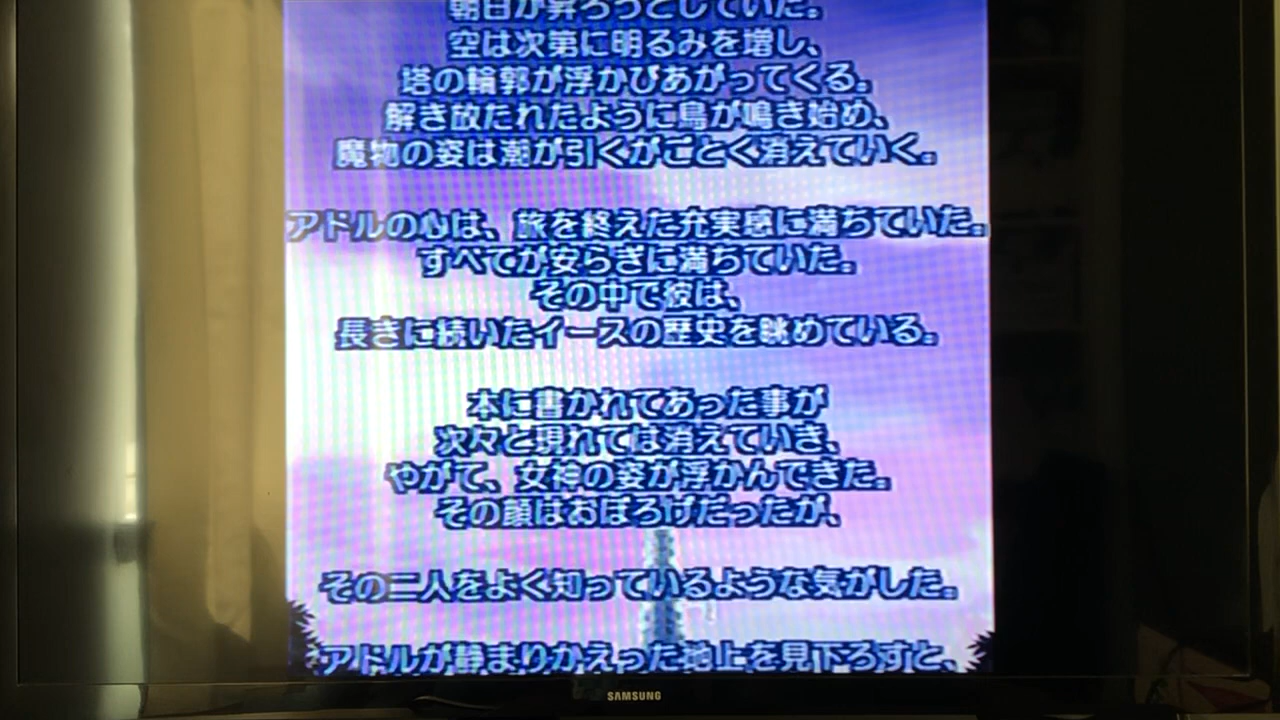 朝日が昇ろうとしていた。
空は次第に明るみを増し、
塔の輪郭が浮かびあがってくる。
解き放たれたように鳥が鳴き始め、
魔物の姿は潮が引くがごとく消えていく。
アドルの心は、旅を終えた充実感に満ちていた。
すべてが安らぎに満ちていた。
その中で彼は、
長きに続いたイースの歴史を眺めている。
本に書かれてあった事が
次々と現れては消えていき、
やがて、女神の姿が浮かんできた。
その顔はおぼろげだったが、
その二人をよく知っているような気がした。
アドルが静まりかえった地上を見下ろすと、
SAMSUNG